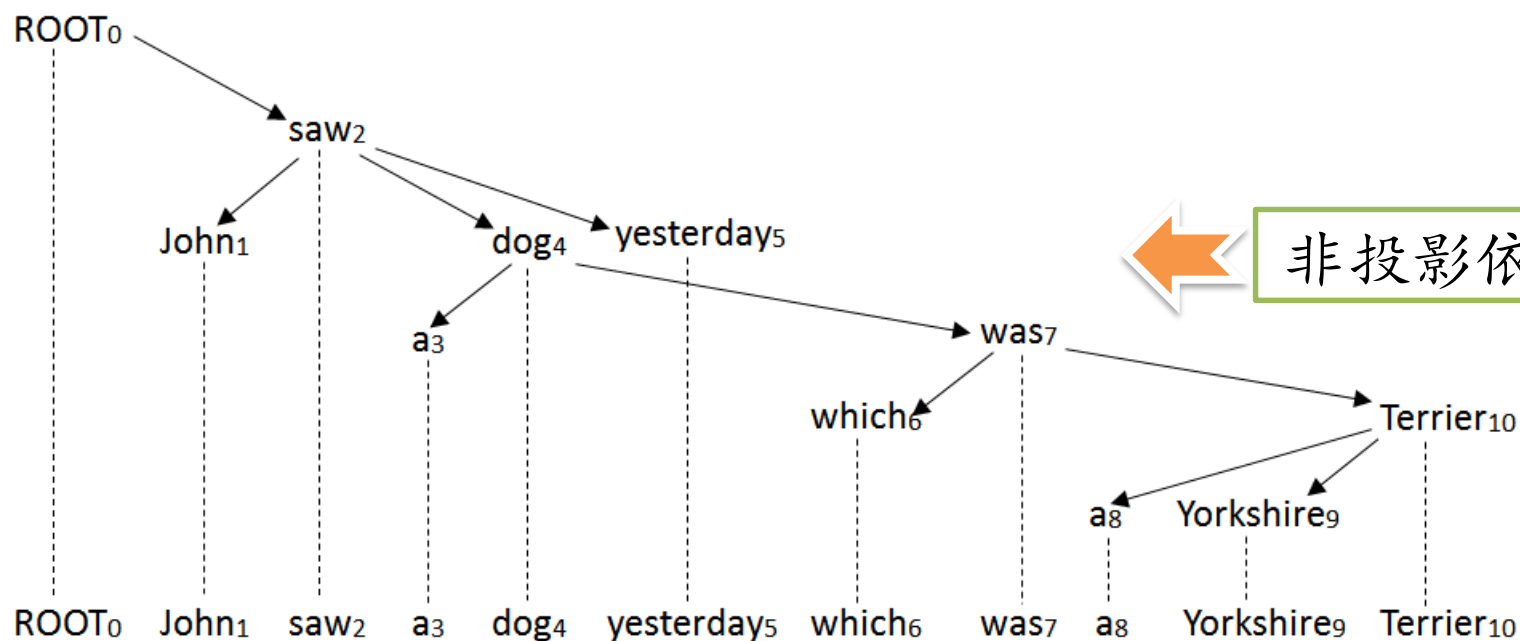 ROOT0
saw2
John1 dog4 yesterday5
非投影依
a3 was7
which6 Terrier10
a8 Yorkshire9
ROOT0 John1 saw2 a3 dog4 yesterday5 which6 was7 a8 Yorkshire9 Terrier10